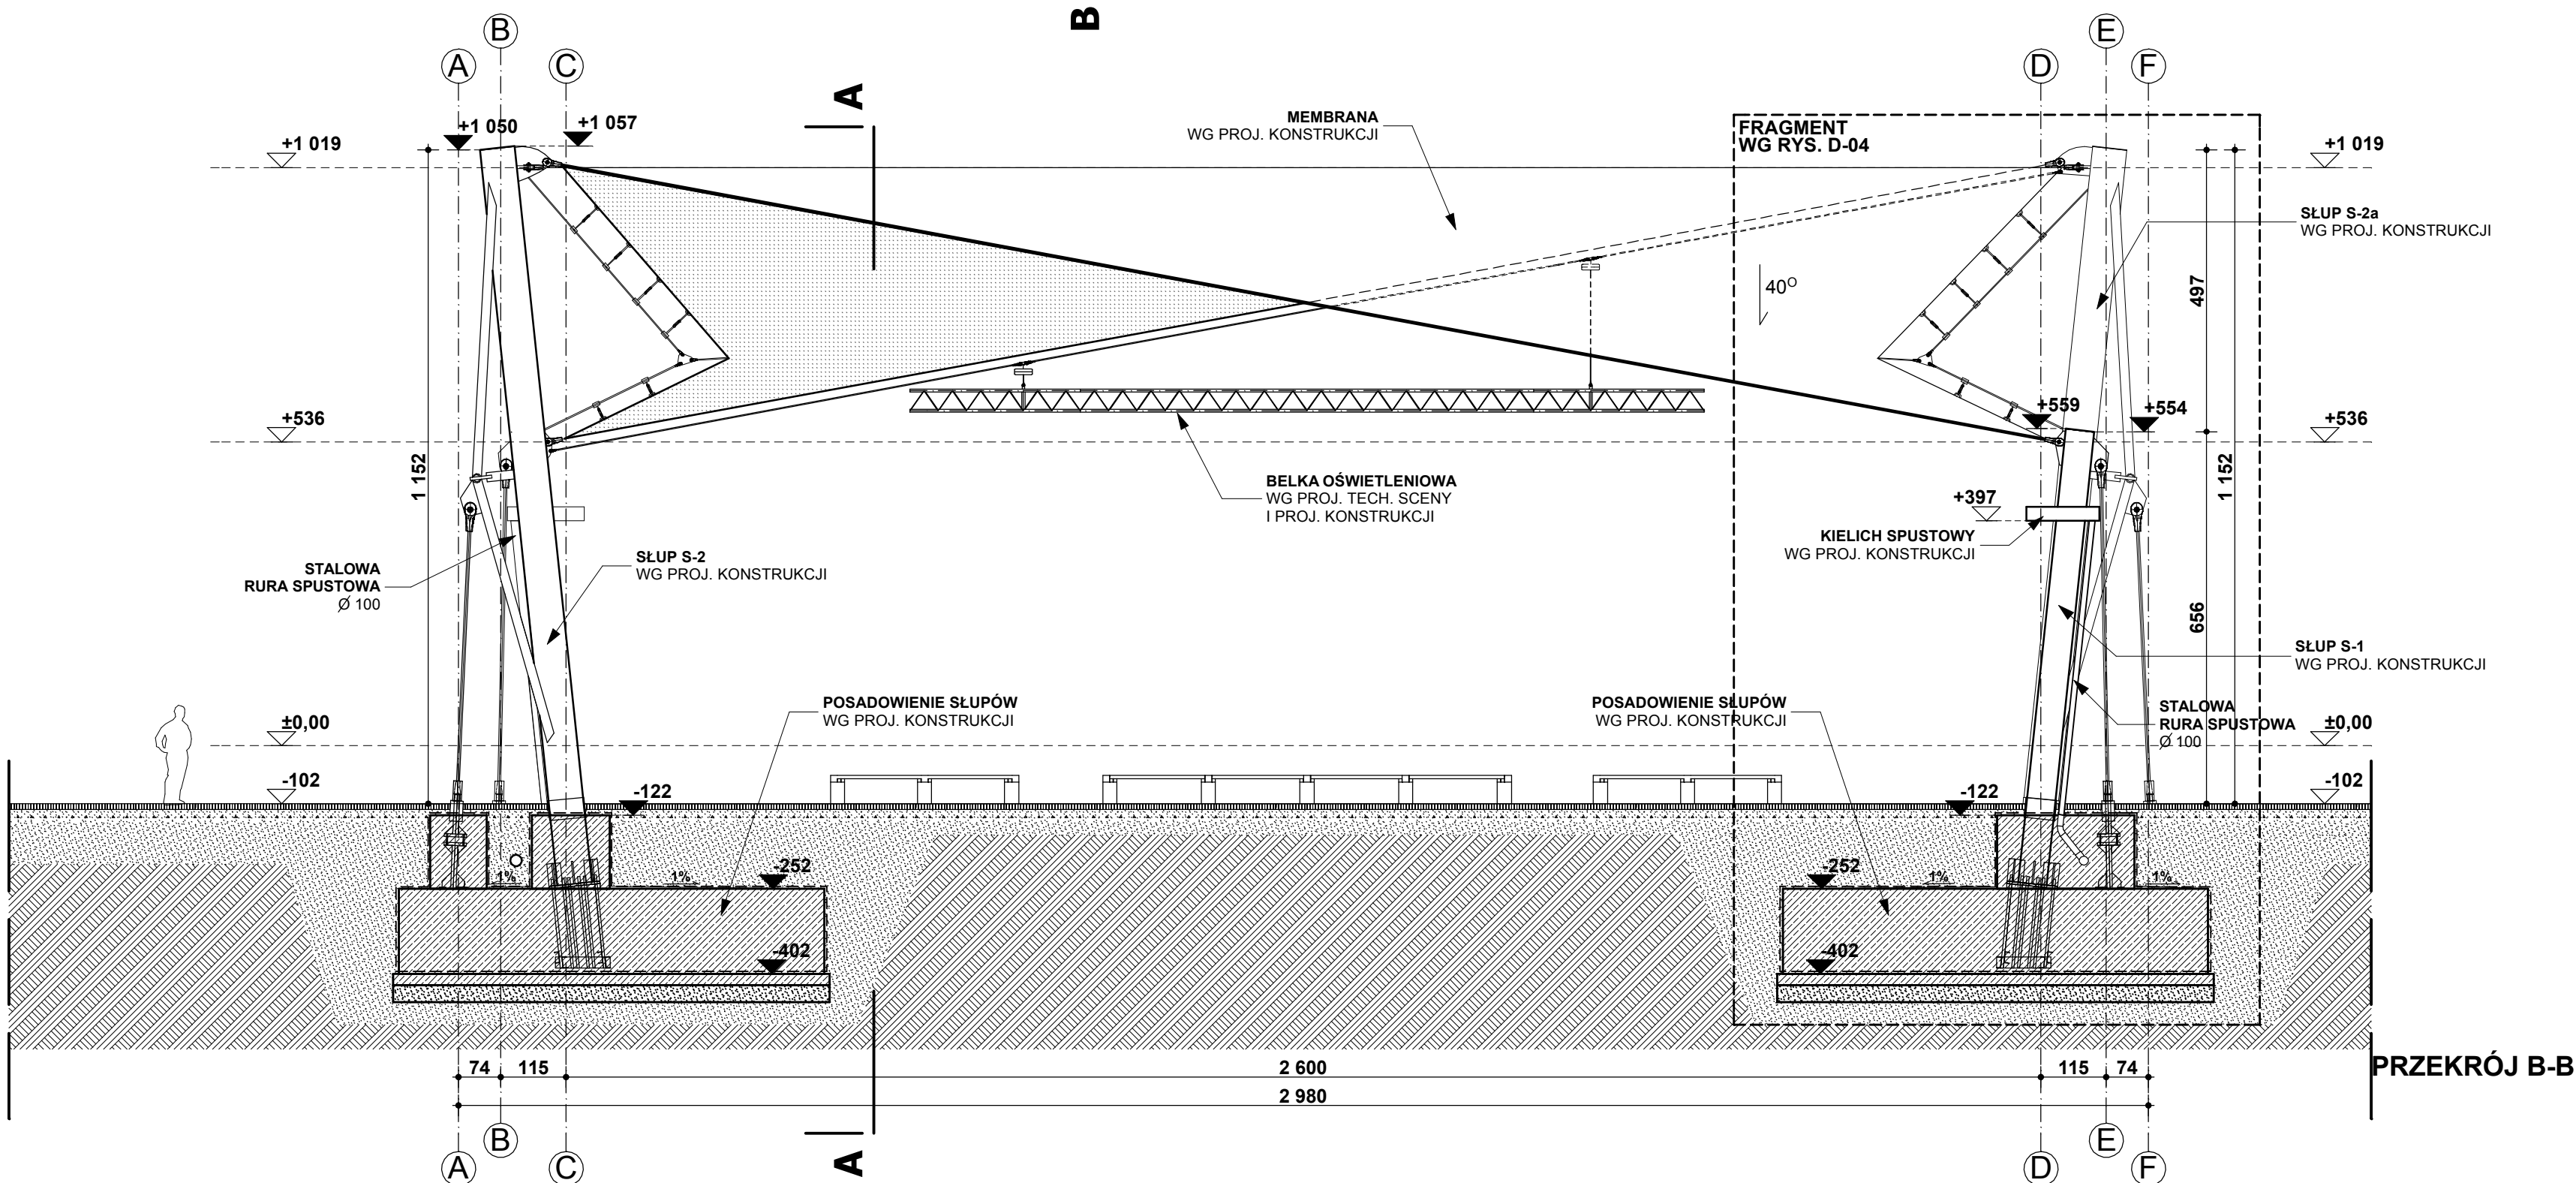 B
B
E
A
C
D
F
A
+1 050
+1 057
+1 019
MEMBRANA
WG PROJ. KONSTRUKCJI
FRAGMENT
WG RYS. D-04
+1 019
SŁUP S-2a
WG PROJ. KONSTRUKCJI
40O
497
+536
+559
+554
+536
1 152
1 152
BELKA OŚWIETLENIOWA
WG PROJ. TECH. SCENY
I PROJ. KONSTRUKCJI
+397
KIELICH SPUSTOWY
WG PROJ. KONSTRUKCJI
STALOWA
RURA SPUSTOWA
Ø 100
SŁUP S-2
WG PROJ. KONSTRUKCJI
656
SŁUP S-1
WG PROJ. KONSTRUKCJI
POSADOWIENIE SŁUPÓW
WG PROJ. KONSTRUKCJI
POSADOWIENIE SŁUPÓW
WG PROJ. KONSTRUKCJI
STALOWA
RURA SPUSTOWA
Ø 100
±0,00
±0,00
-102
-122
-122
-102
1%
1%
-252
-252
1%
1%
-402
-402
74
115
2 600
115
74
2 980
PRZEKRÓJ B-B
B
E
A
C
A
D
F